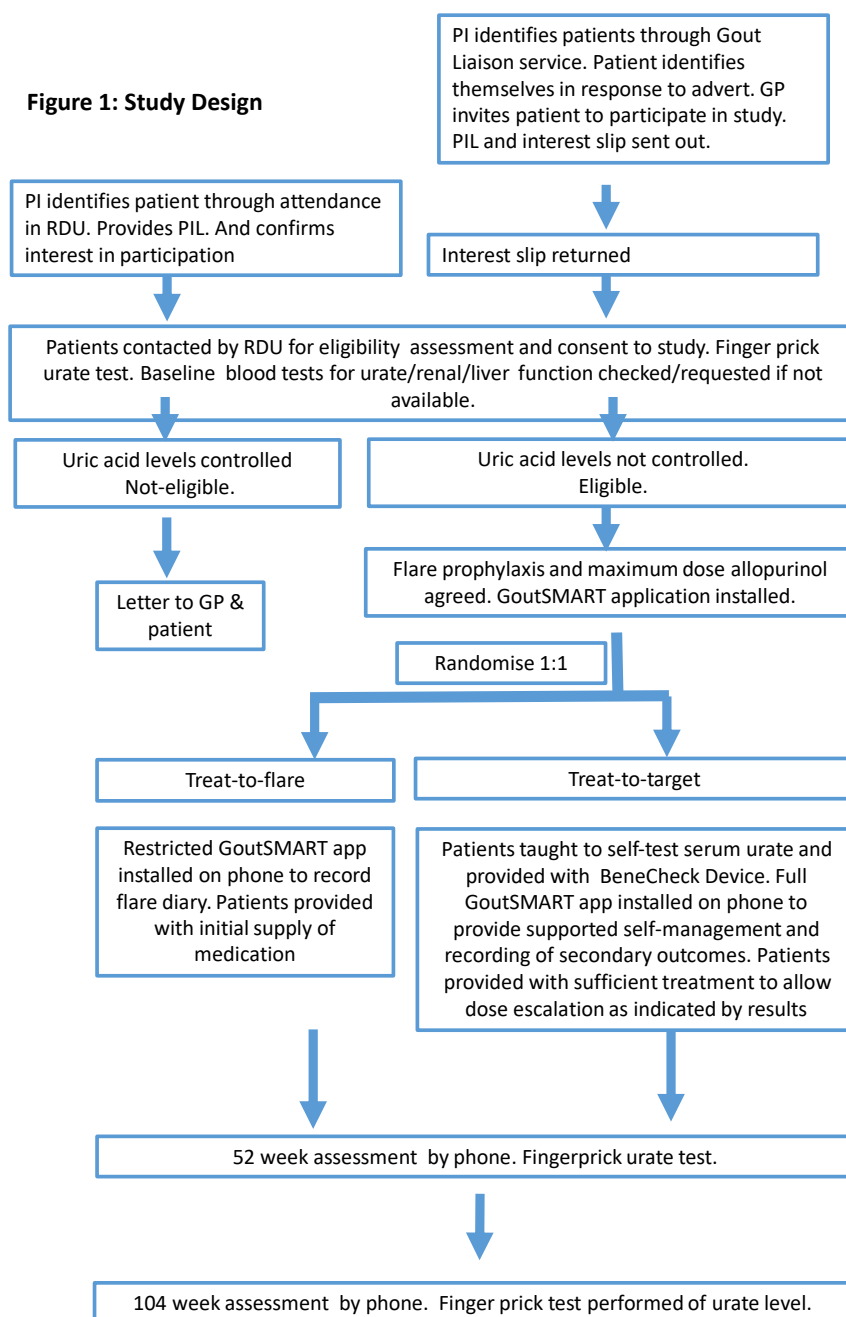 Figure 1: Study Design
PI identifies patients through Gout
Liaison service. Patient identifies
themselves in response to advert. GP
invites patient to participate in study.
PIL and interest slip sent out.
PI identifies patient through attendance
in RDU. Provides PIL. And confirms
interest in participation
Interest slip returned
Patients contacted by RDU for eligibility assessment and consent to study. Finger prick
urate test. Baseline blood tests for urate/renal/liver function checked/requested if not
available.
Uric acid levels controlled
Not-eligible.
Uric acid levels not controlled.
Eligible.
Letter to GP &
patient
Flare prophylaxis and maximum dose allopurinol
agreed. GoutSMART application installed.
Randomise 1:1
Treat-to-flare
Treat-to-target
Restricted GoutSMART app
installed on phone to record
flare diary. Patients provided
with initial supply of
medication
Patients taught to self-test serum urate and
provided with BeneCheck Device. Full
GoutSMART app installed on phone to
provide supported self-management and
recording of secondary outcomes. Patients
provided with sufficient treatment to allow
dose escalation as indicated by results
52 week assessment by phone. Fingerprick urate test.
104 week assessment by phone. Finger prick test performed of urate level.